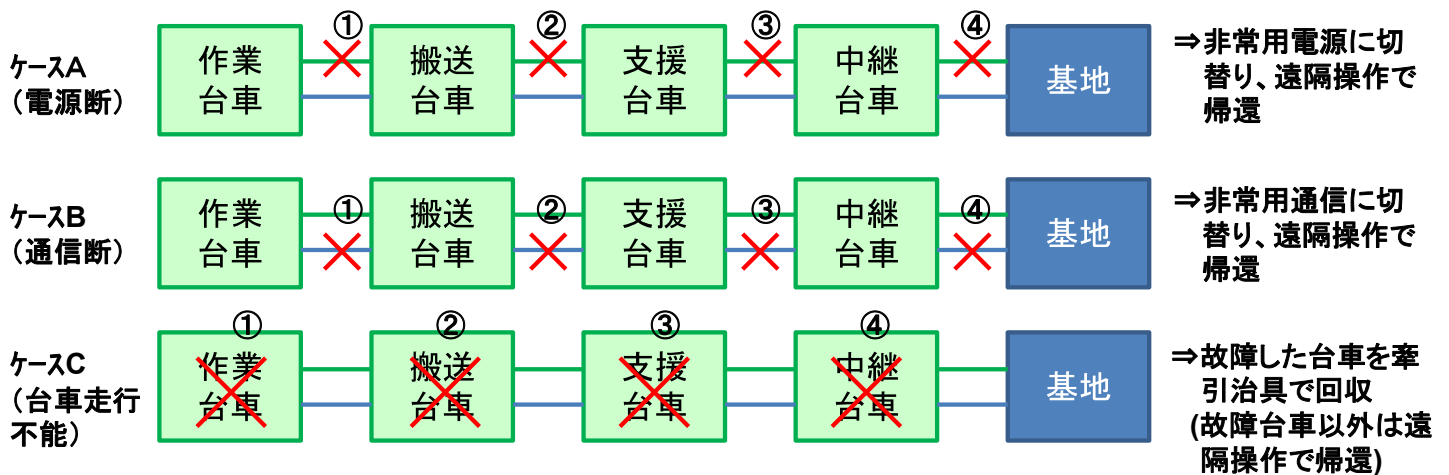 ｹｰｽA
（電源断）
①
②
③
④
作業
台車
搬送
台車
支援
台車
中継
台車
基地
⇒非常用電源に切
替り、遠隔操作で
帰還
ｹｰｽB
（通信断）
①
②
③
④
作業
台車
搬送
台車
支援
台車
中継
台車
基地
⇒非常用通信に切
替り、遠隔操作で
帰還
ｹｰｽC
（台車走行
不能）
①
②
③
④
作業
台車
搬送
台車
支援
台車
中継
台車
基地
⇒故障した台車を牽
引治具で回収
(故障台車以外は遠
隔操作で帰還)